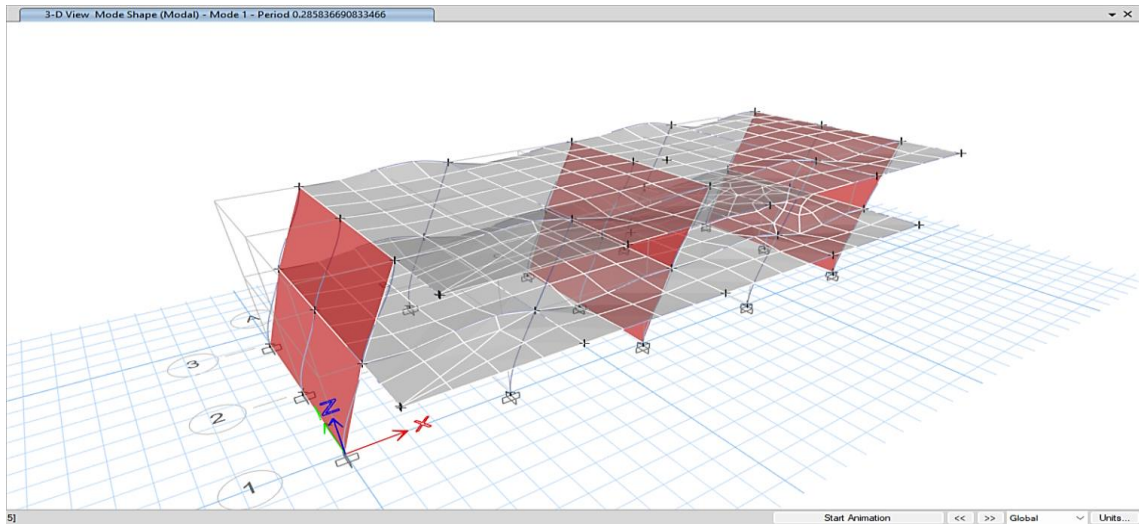 3-D View Mode Shape (Modal) - Mode 1 - Period 0.285836690833466
A
3
2
Z
X
1
5]
Start Animation << >> Global Units...